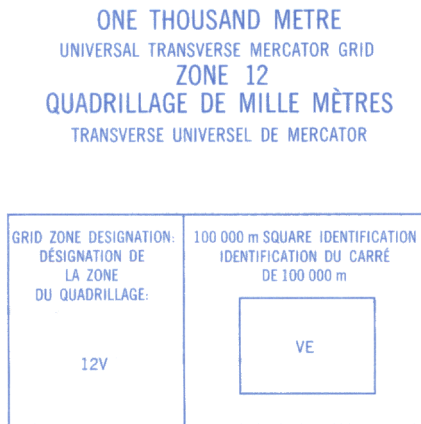 ONE THOUSAND METRE
UNIVERSAL TRANSVERSE MERCATOR GRID
ZONE 12
QUADRILLAGE DE MILLE MÈTRES
TRANSVERSE UNIVERSEL DE MERCATOR
GRID ZONE DESIGNATION:
DÉSIGNATION DE
LA ZONE
DU QUADRILLAGE:
12V
100 000 m SQUARE IDENTIFICATION
IDENTIFICATION DU CARRÉ
DE 100 000 m
VE